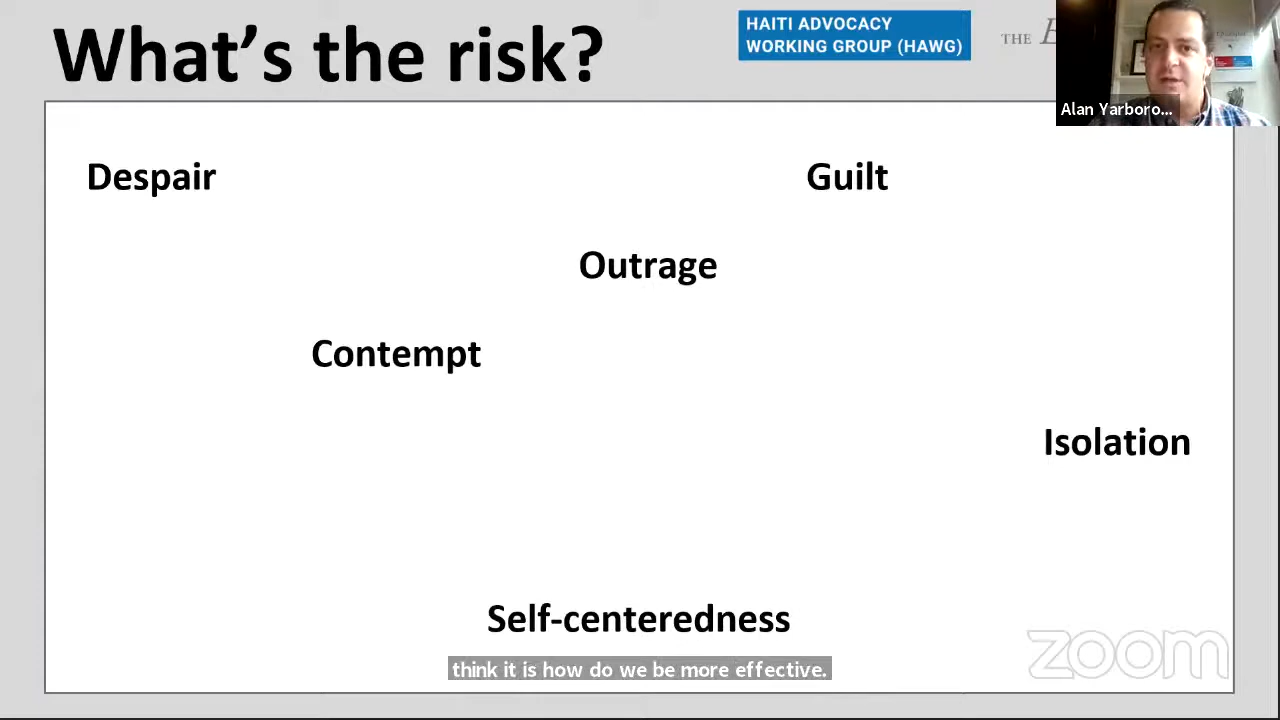 What's the risk?
HAITI ADVOCACY
WORKING GROUP (HAWG)
THE E
Alan Yarboro...
Despair
Guilt
Outrage
Contempt
Isolation
Self-centeredness
think it is how do we be more effective.
zoom